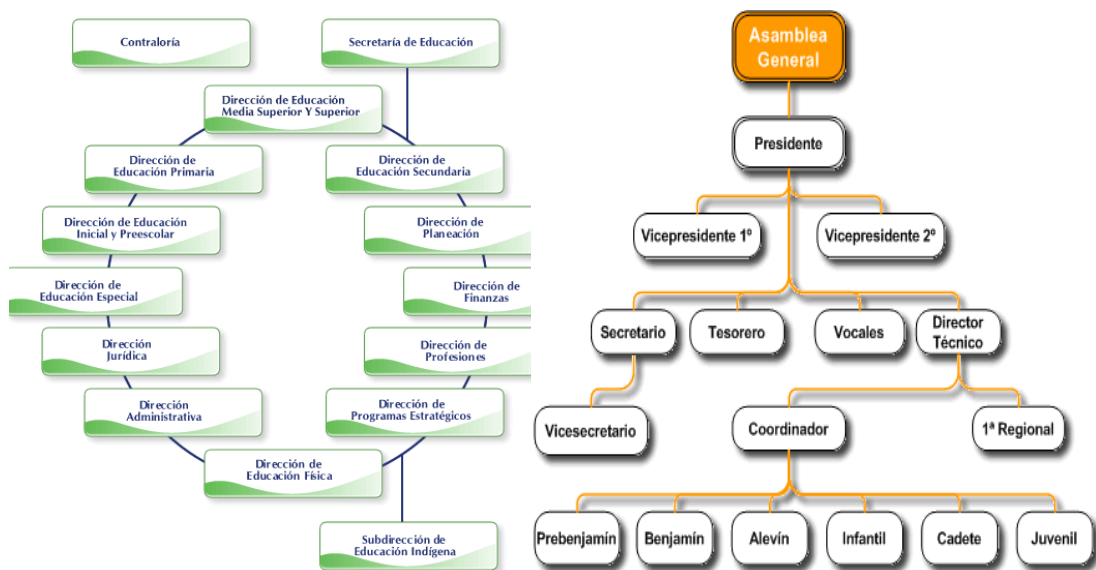 Contraloría
Secretaría de Educación
Dirección de Educación
Media Superior Y Superior
Dirección de
Educación Primaria
Dirección de
Educación Secundaria
Dirección de Educación
Inicial y Preescolar
Dirección de
Planeación
Dirección de
Educación Especial
Dirección de
Finanzas
Dirección
Jurídica
Dirección de
Profesiones
Dirección
Administrativa
Dirección de
Programas Estratégicos
Dirección de
Educación Física
Subdirección de
Educación Indígena
Asamblea
General
Presidente
Vicepresidente 1º
Vicepresidente 2º
Secretario
Tesorero
Vocales
Director
Técnico
Vicesecretario
Coordinador
1ª Regional
Prebenjamín
Benjamín
Alevín
Infantil
Cadete
Juvenil